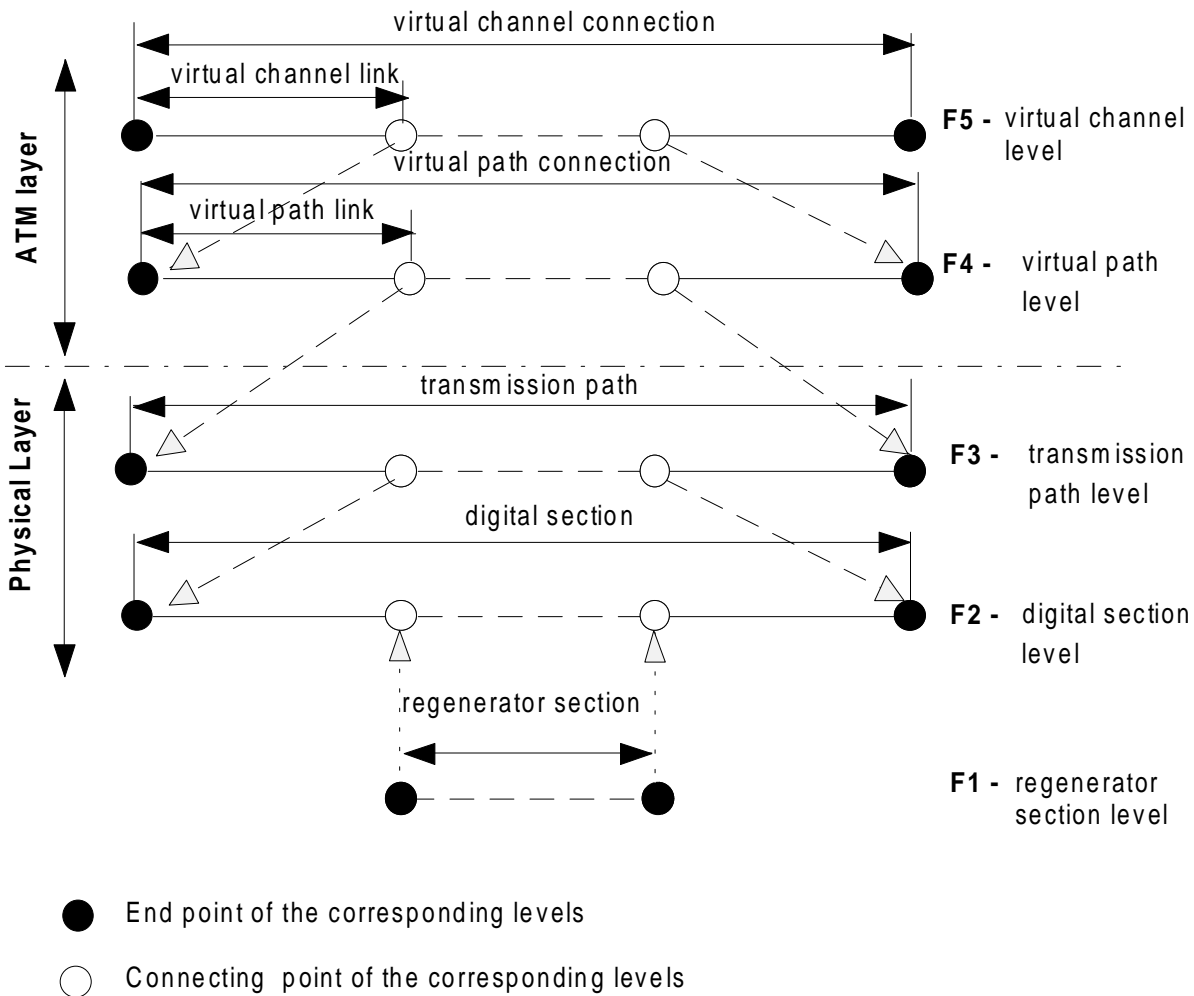 virtual channel connection
virtual channel link
ATM layer
F5 - virtual channel
level
virtual path connection
virtual path link
F4 - virtual path
level
transmission path
Physical Layer
F3 - transmission
path level
digital section
F2 - digital section
level
regenerator section
F1 - regenerator
section level
End point of the corresponding levels
Connecting point of the corresponding levels